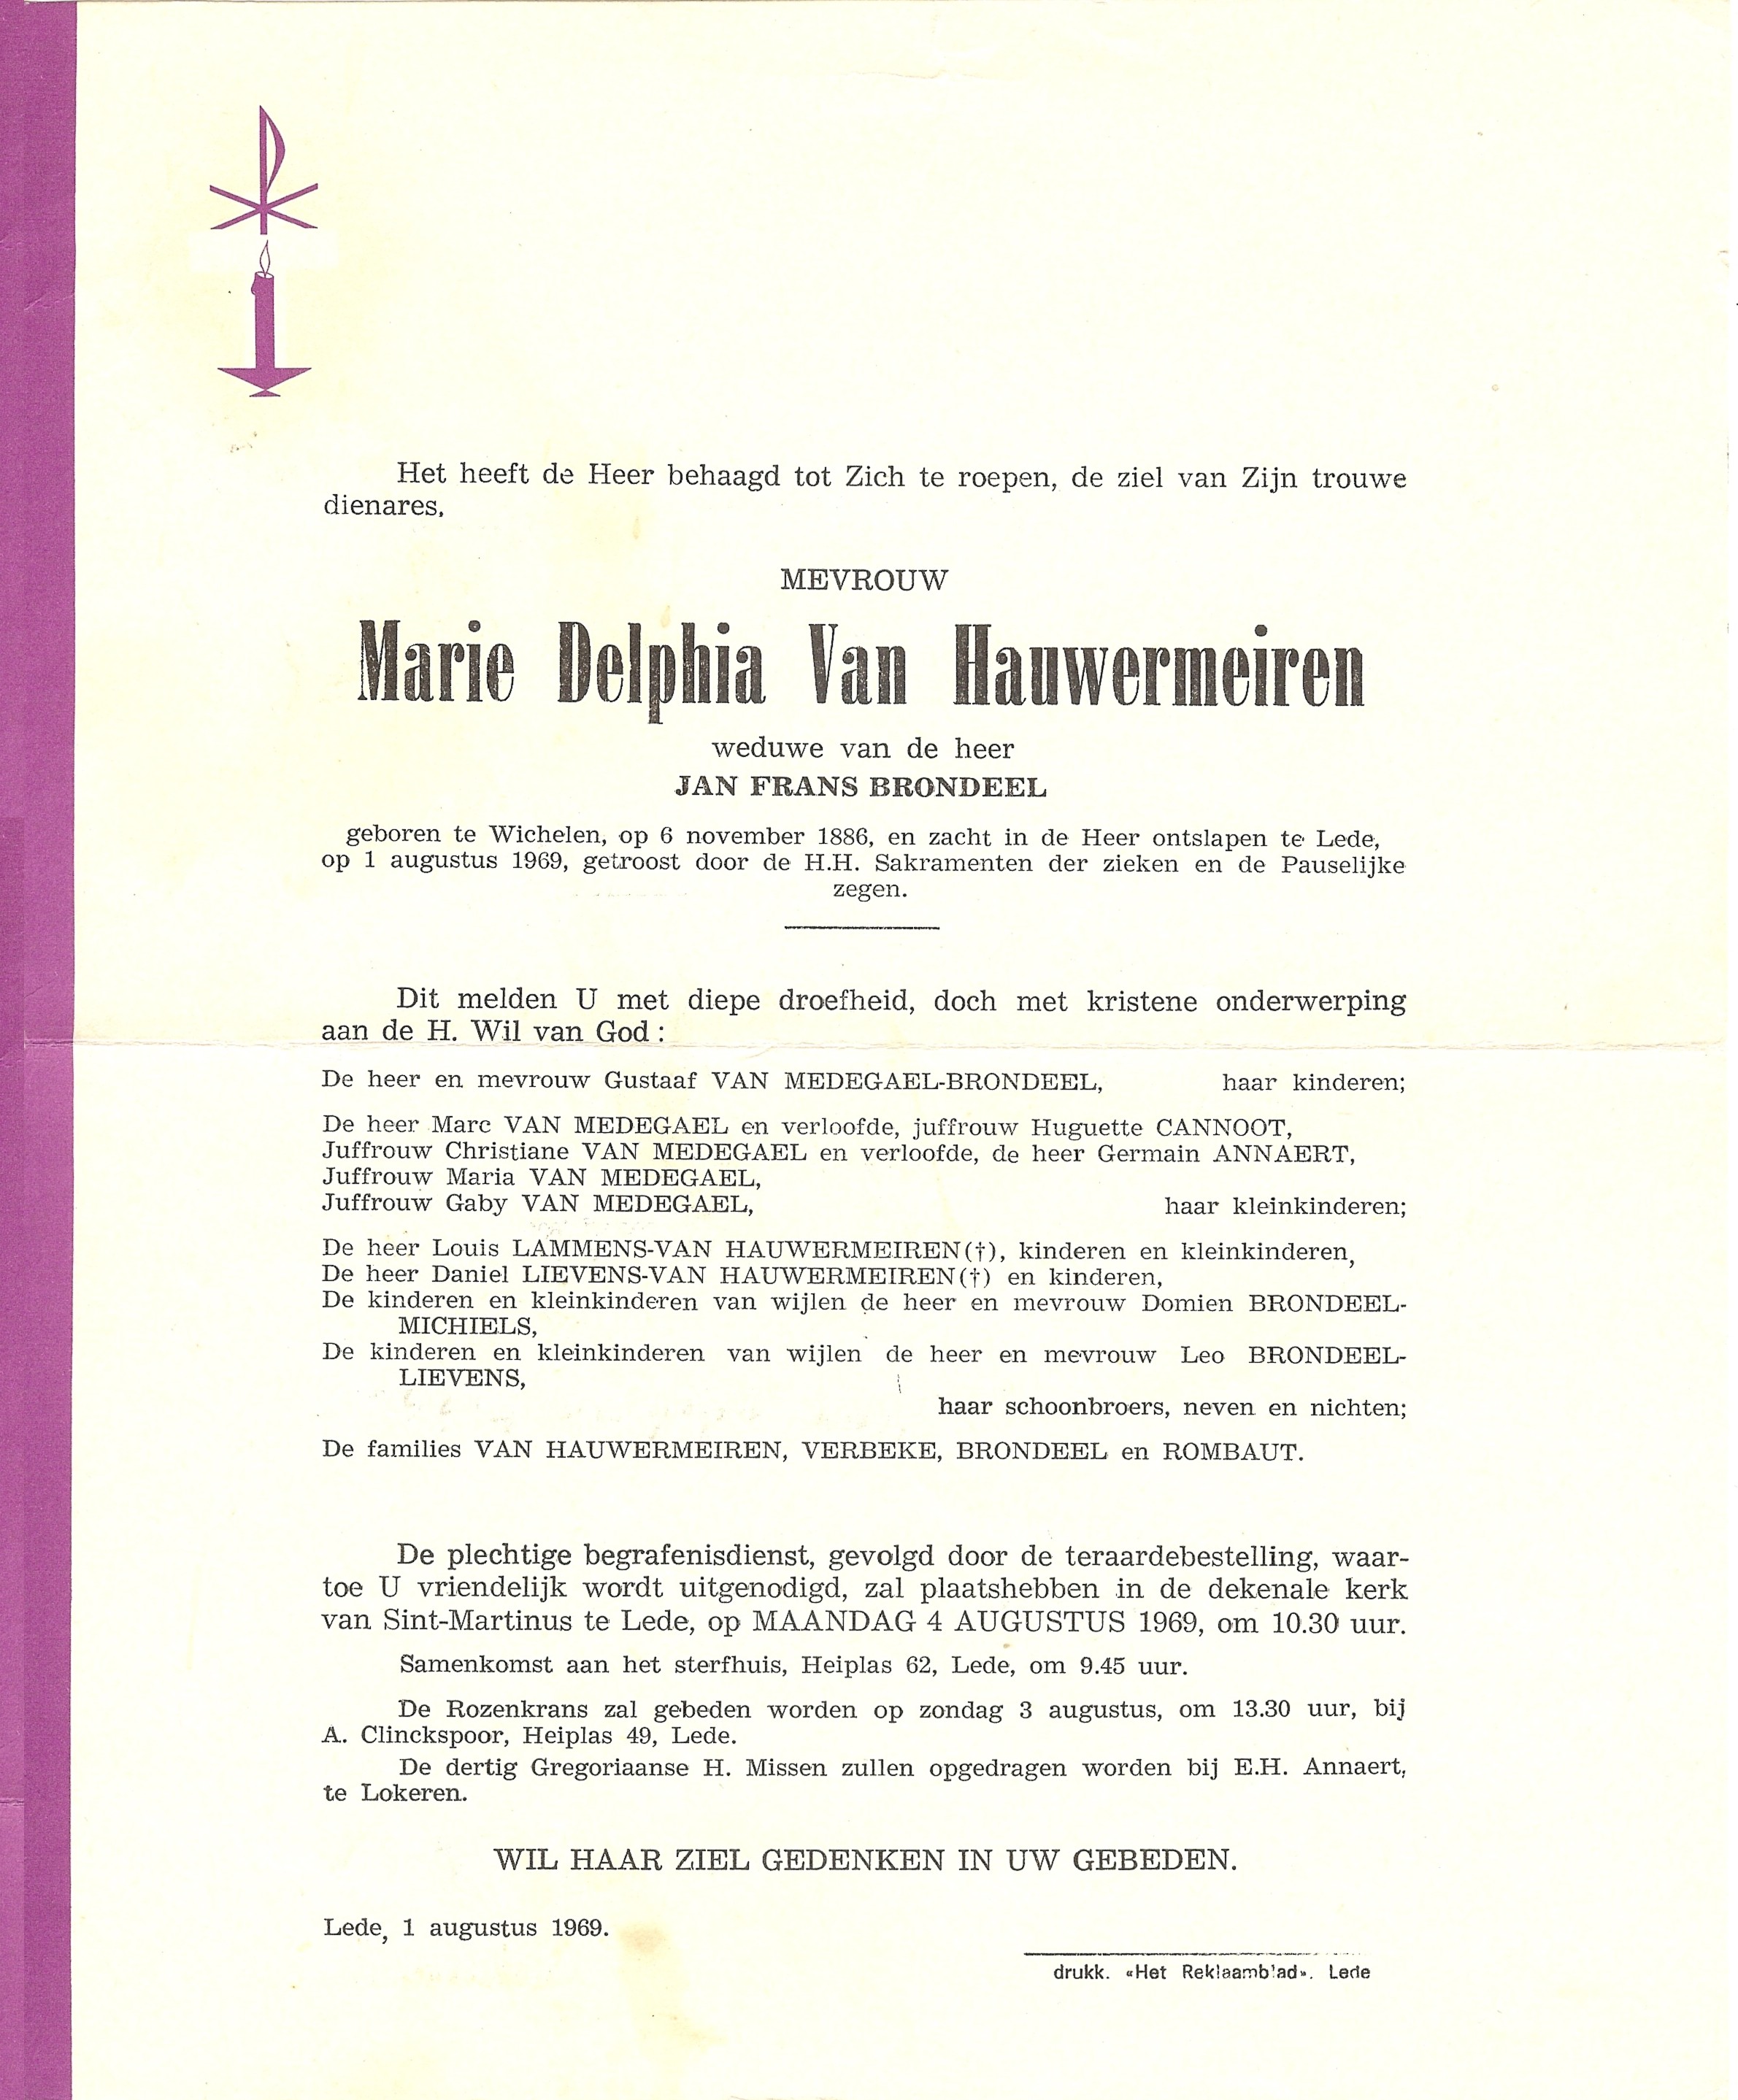 Het heeft de Heer behaagd tot Zich te roepen, de ziel van Zijn trouwe
dienares,
MEVROUW
Marie Delphia Van Hauwermeiren
weduwe van de heer
JAN FRANS BRONDEEL
geboren te Wichelen, op 6 november 1886, en zacht in de Heer ontslapen te Lede,
op 1 augustus 1969, getroost door de H.H. Sakramenten der zieken en de Pauselijke
zegen.
Dit melden U met diepe droefheid, doch met kristene onderwerping
aan de H. Wil van God :
De heer en mevrouw Gustaaf VAN MEDEGAEL-BRONDEEL, haar kinderen;
De heer Marc VAN MEDEGAEL en verloofde, juffrouw Huguette CANNOOT,
Juffrouw Christiane VAN MEDEGAEL en verloofde, de heer Germain ANNAERT,
Juffrouw Maria VAN MEDEGAEL,
Juffrouw Gaby VAN MEDEGAEL, haar kleinkinderen;
De heer Louis LAMMENS-VAN HAUWERMEIREN(†), kinderen en kleinkinderen,
De heer Daniel LIEVENS-VAN HAUWERMEIREN(†) en kinderen,
De kinderen en kleinkinderen van wijlen de heer en mevrouw Domien BRONDEEL-
MICHIELS,
De kinderen en kleinkinderen van wijlen de heer en mevrouw Leo BRONDEEL-
LIEVENS,
haar schoonbroers, neven en nichten;
De families VAN HAUWERMEIREN, VERBEKE, BRONDEEL en ROMBAUT.
De plechtige begrafenisdienst, gevolgd door de teraardebestelling, waar-
toe U vriendelijk wordt uitgenodigd, zal plaatshebben in de dekenale kerk
van Sint-Martinus te Lede, op MAANDAG 4 AUGUSTUS 1969, om 10.30 uur.
Samenkomst aan het sterfhuis, Heiplas 62, Lede, om 9.45 uur.
De Rozenkrans zal gebeden worden op zondag 3 augustus, om 13.30 uur, bij
A. Clinckspoor, Heiplas 49, Lede.
De dertig Gregoriaanse H. Missen zullen opgedragen worden bij E.H. Annaert,
te Lokeren.
WIL HAAR ZIEL GEDENKEN IN UW GEBEDEN.
Lede, 1 augustus 1969.
drukk. «Het Reklaamblad». Lede